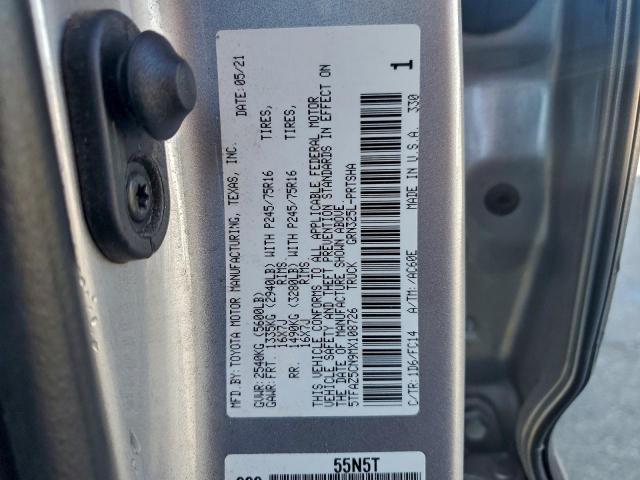 MFD.BY: TOYOTA MOTOR MANUFACTURING, TEXAS, INC. DATE: 05/21
GVWR: 2540KG (5600LB)
GAWR: FRT. 1335KG (2940LB) WITH P245/75R16 TIRES,
16X7J RIMS
RR. 1490KG (3280LB) WITH P245/75R16 TIRES,
16X7J RIMS
THIS VEHICLE CONFORMS TO ALL APPLICABLE FEDERAL MOTOR
VEHICLE SAFETY AND THEFT PREVENTION STANDARDS IN EFFECT ON
THE DATE OF MANUFACTURE SHOWN ABOVE.
5TFAZ5CN9MX108726 TRUCK GRN325L-PRTSHA
1
C/TR: 1D6/FC14 A/TM: /AC60E MADE IN U.S.A. 330
55N5T